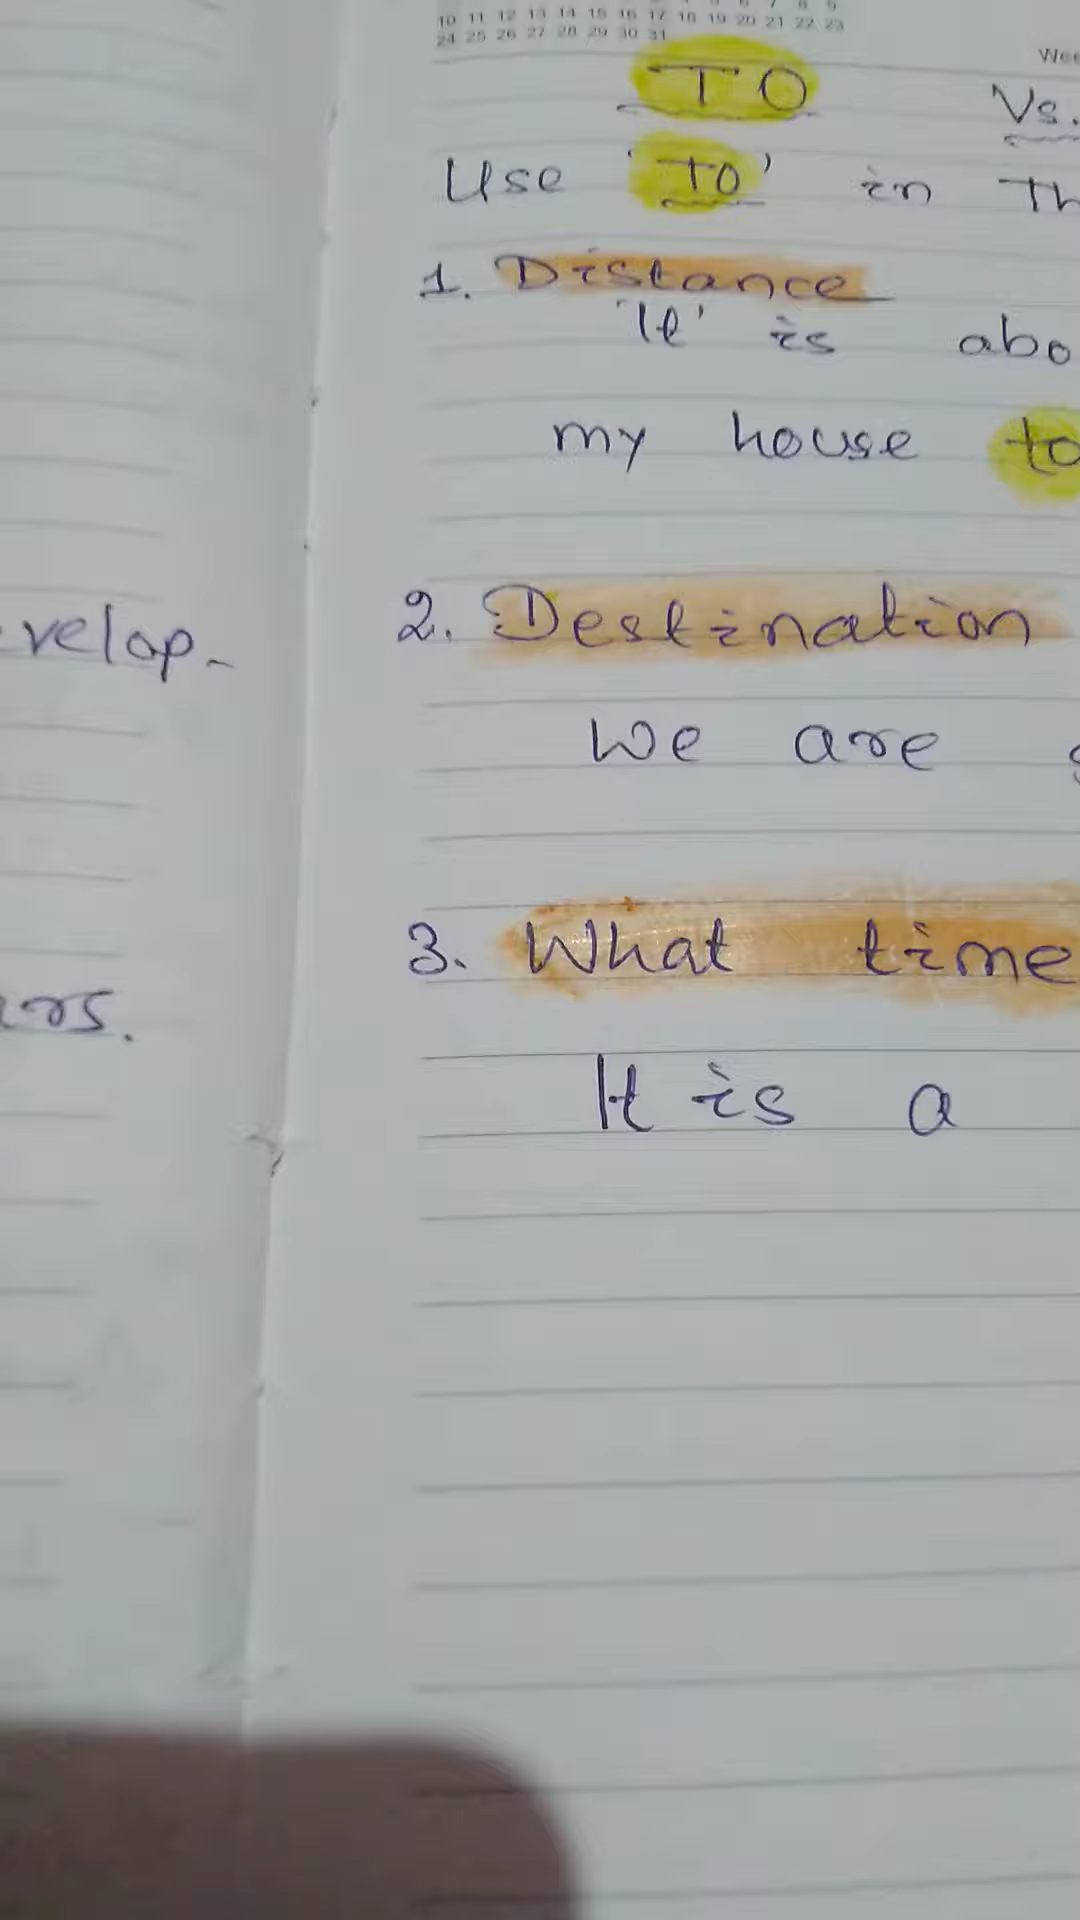 10 11 12 13 14 15 16 17 18 19 20 21 22 23
24 25 26 27 28 29 30 31
TO Vs.
Use 'TO' in
1. Distance
'It' is
my house to
2. Destination
velop.
We are
3. What time
ors.
It is a